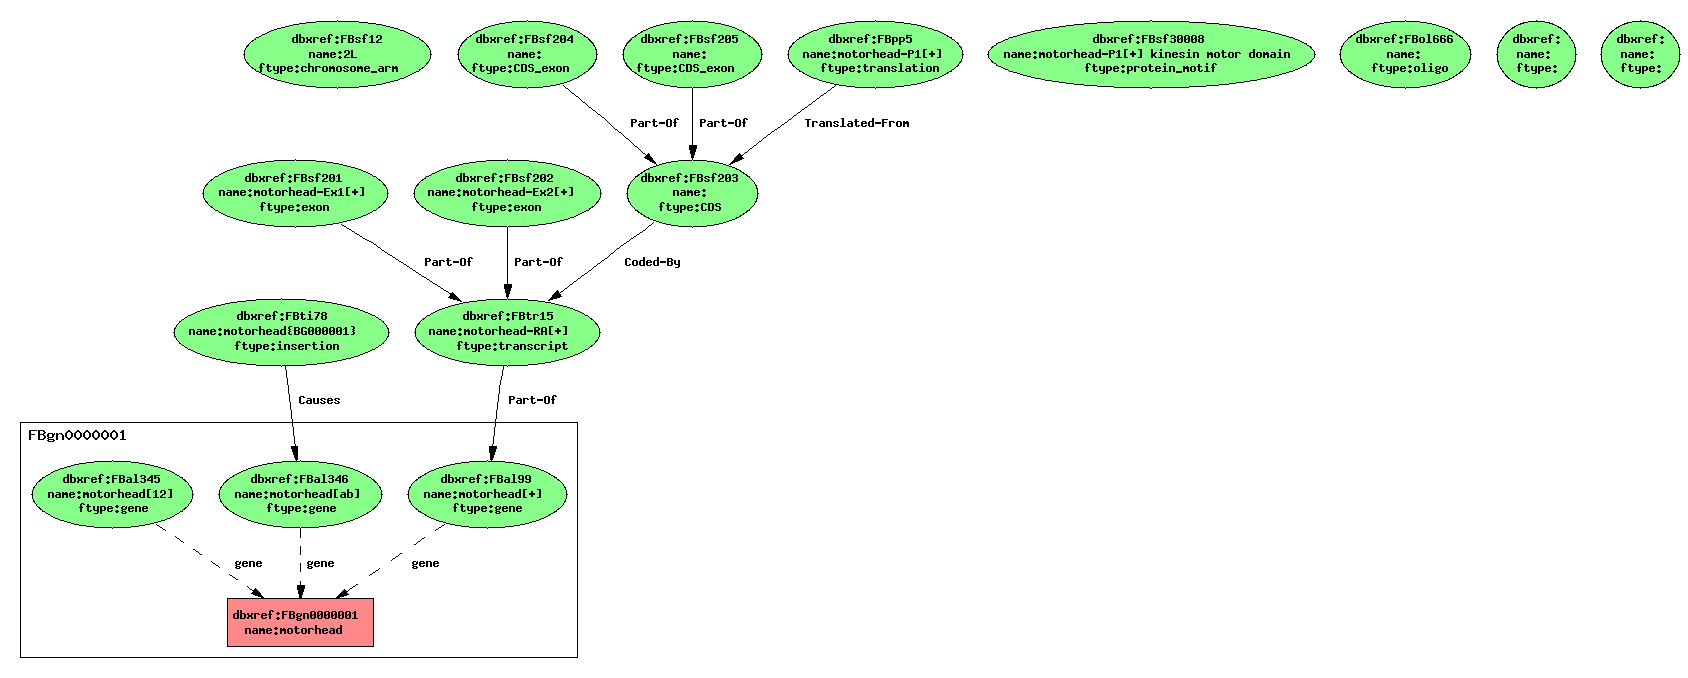 dbxref:FBsf12
name:2L
ftype:chromosome_arm
dbxref:FBsf204
name:
ftype:CDS_exon
dbxref:FBsf205
name:
ftype:CDS_exon
dbxref:FBpp5
name:motorhead-P1[+]
ftype:translation
dbxref:FBsf30008
name:motorhead-P1[+] kinesin motor domain
ftype:protein_motif
dbxref:FBol666
name:
ftype:oligo
dbxref:
name:
ftype:
dbxref:
name:
ftype:
Part-Of
Part-Of
Translated-From
dbxref:FBsf201
name:motorhead-Ex1[+]
ftype:exon
dbxref:FBsf202
name:motorhead-Ex2[+]
ftype:exon
dbxref:FBsf203
name:
ftype:CDS
Part-Of
Part-Of
Coded-By
dbxref:FBti78
name:motorhead{BG000001}
ftype:insertion
dbxref:FBtr15
name:motorhead-RA[+]
ftype:transcript
Causes
Part-Of
FBgn0000001
dbxref:FBal345
name:motorhead[12]
ftype:gene
dbxref:FBal346
name:motorhead[ab]
ftype:gene
dbxref:FBal99
name:motorhead[+]
ftype:gene
gene
gene
gene
dbxref:FBgn0000001
name:motorhead